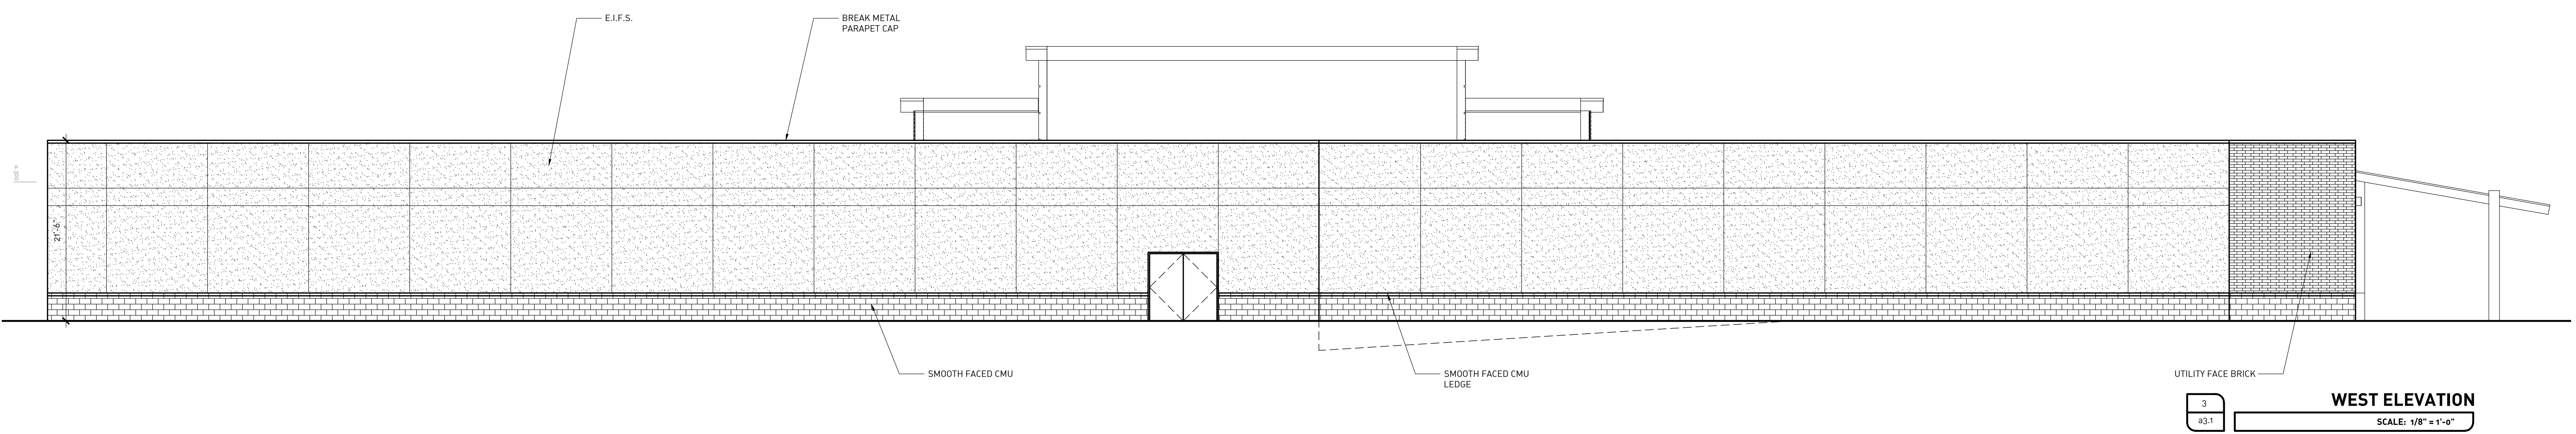 E.I.F.S.
BREAK METAL
PARAPET CAP
21'-6"
SMOOTH FACED CMU
SMOOTH FACED CMU
LEDGE
UTILITY FACE BRICK
3
a3.1
WEST ELEVATION
SCALE: 1/8" = 1'-0"